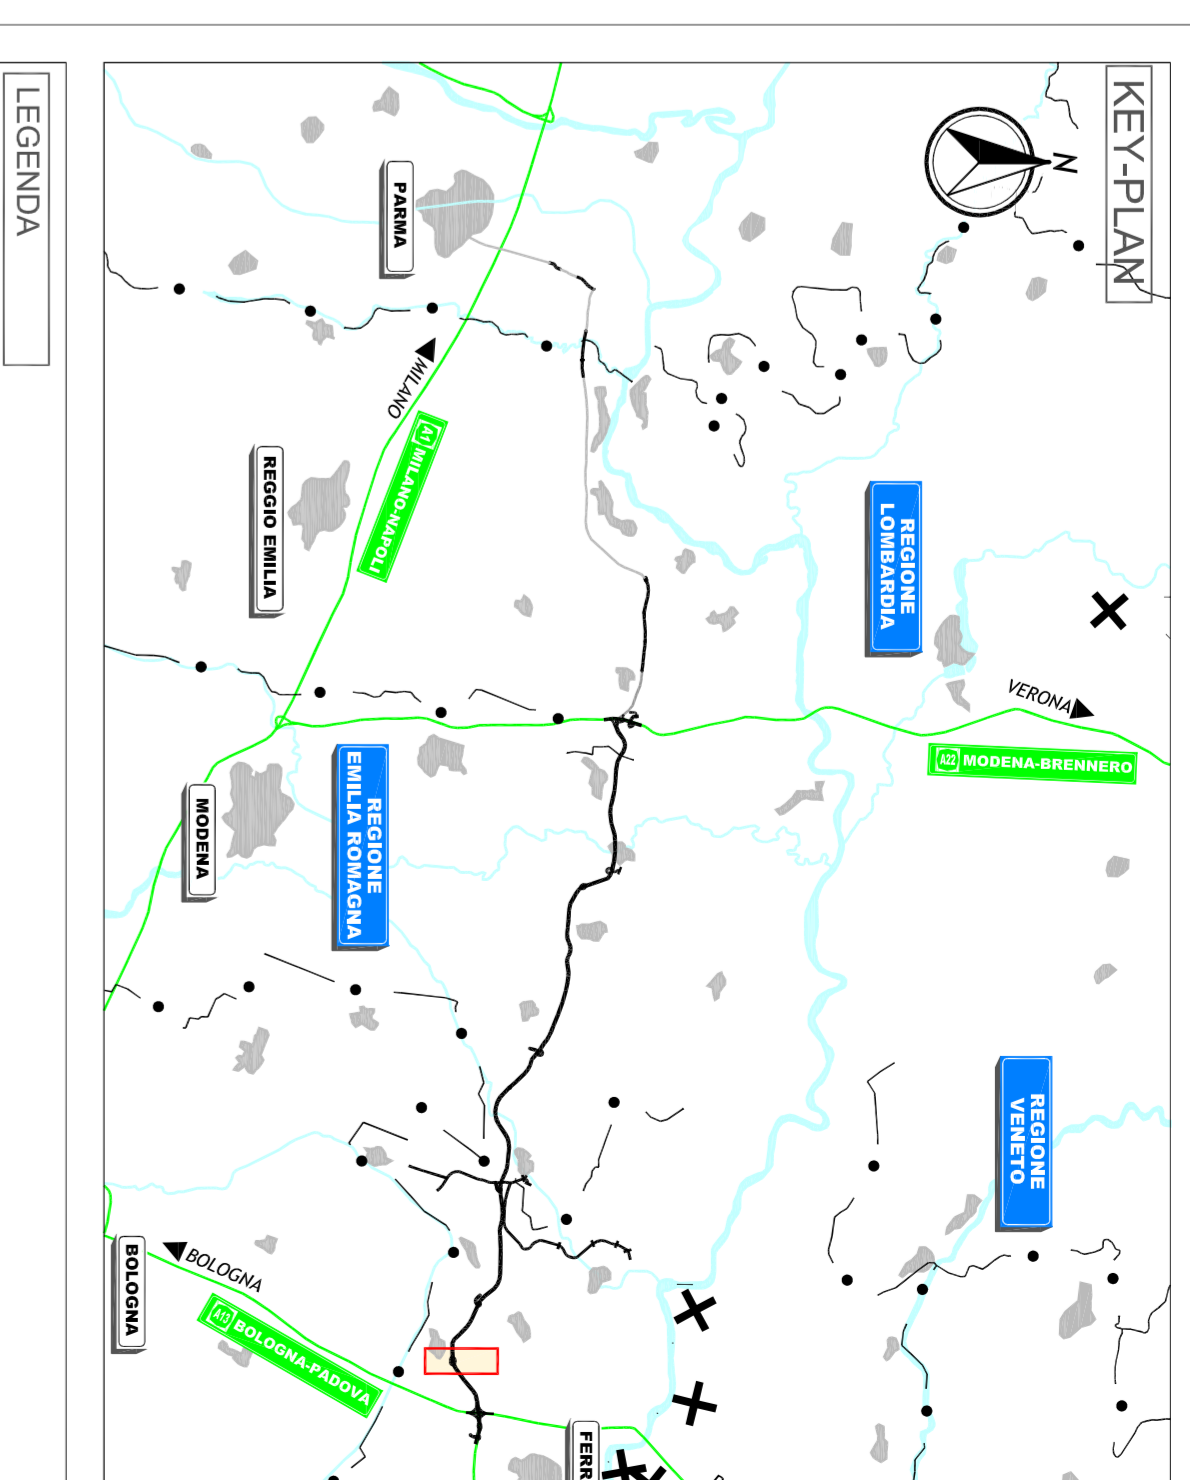 KEY-PLAN
LEGENDA
N
PARMA
MILANO
A1 MILANO-NAPOLI
REGGIO EMILIA
REGIONE
LOMBARDIA
VERONA
A22 MODENA-BRENNERO
REGIONE
EMILIA ROMAGNA
MODENA
REGIONE
VENETO
BOLOGNA
BOLOGNA
A13 BOLOGNA-PADOVA
FERR